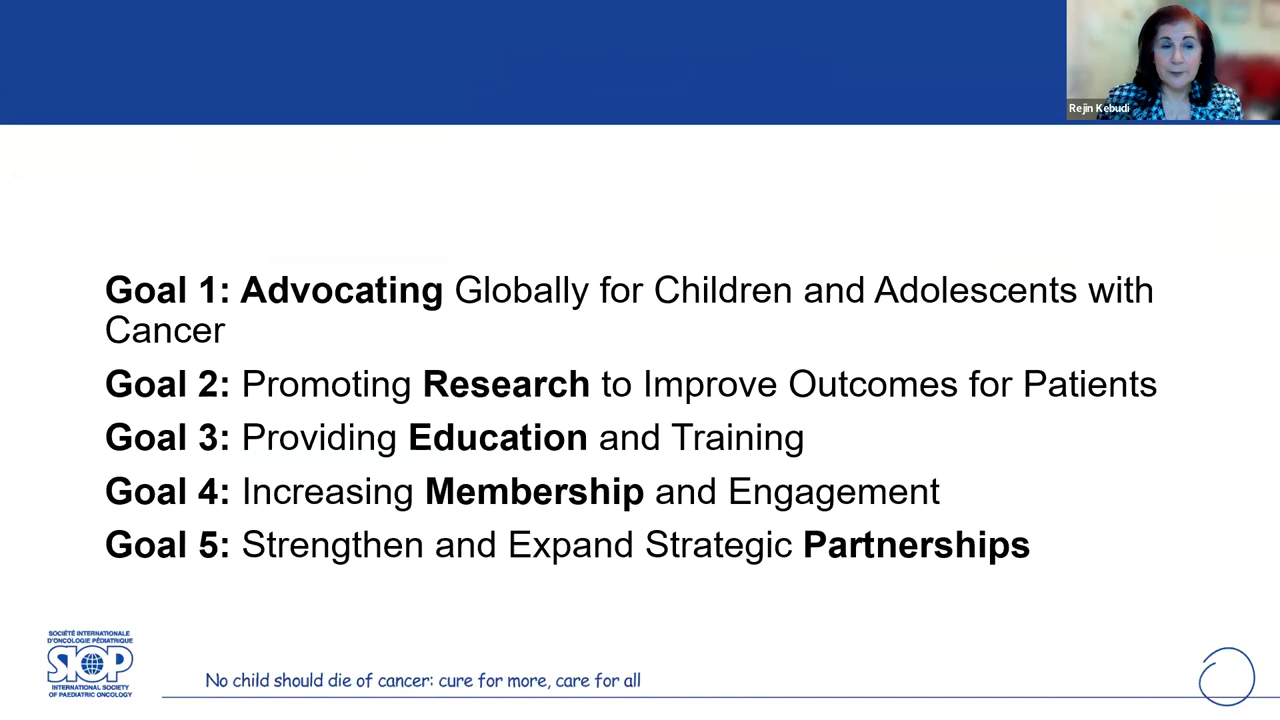 Rejin Kebudi
Goal 1: Advocating Globally for Children and Adolescents with
Cancer
Goal 2: Promoting Research to Improve Outcomes for Patients
Goal 3: Providing Education and Training
Goal 4: Increasing Membership and Engagement
Goal 5: Strengthen and Expand Strategic Partnerships
SOCIÉTÉ INTERNATIONALE
D'ONCOLOGIE PÉDIATRIQUE
SIOP
INTERNATIONAL SOCIETY
OF PAEDIATRIC ONCOLOGY
No child should die of cancer: cure for more, care for all